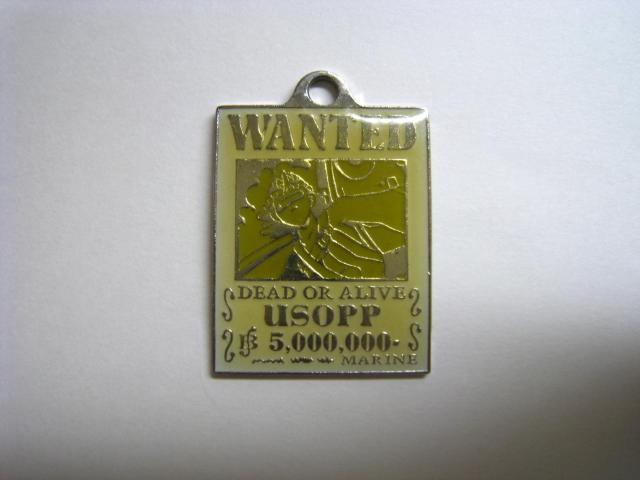 WANTED
DEAD OR ALIVE
USOPP
฿ 5,000,000-
MARINE